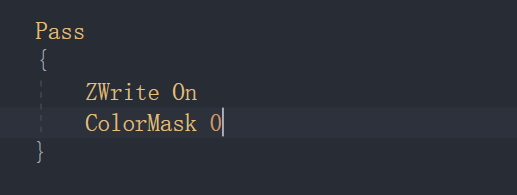 Pass
{
ZWrite On
ColorMask 0
}